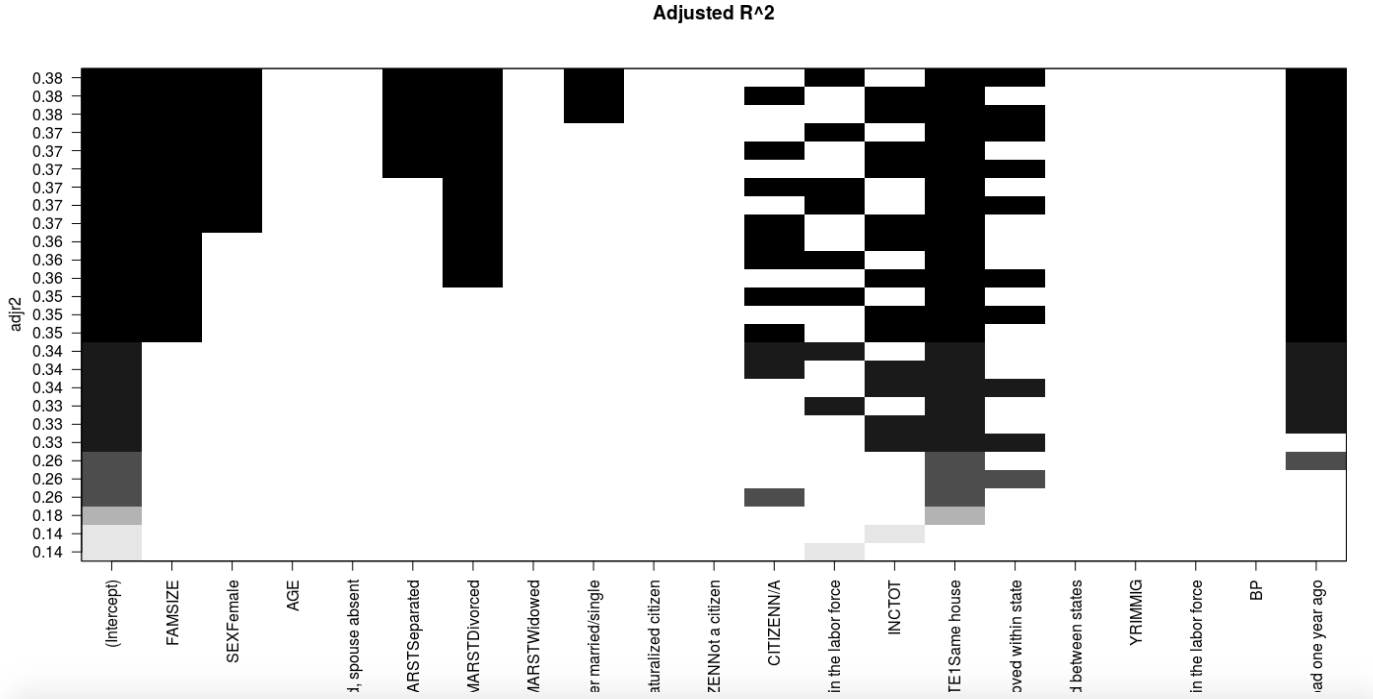 Adjusted R^2
adjr2
0.38
0.38
0.38
0.37
0.37
0.37
0.37
0.37
0.37
0.36
0.36
0.36
0.35
0.35
0.35
0.34
0.34
0.34
0.33
0.33
0.33
0.26
0.26
0.26
0.18
0.14
0.14
(Intercept)
FAMSIZE
SEXFemale
AGE
d, spouse absent
ARSTSeparated
MARSTDivorced
MARSTWidowed
er married/single
aturalized citizen
ZENNot a citizen
CITIZENN/A
in the labor force
INCTOT
TE1Same house
oved within state
d between states
YRIMMIG
in the labor force
BP
oad one year ago